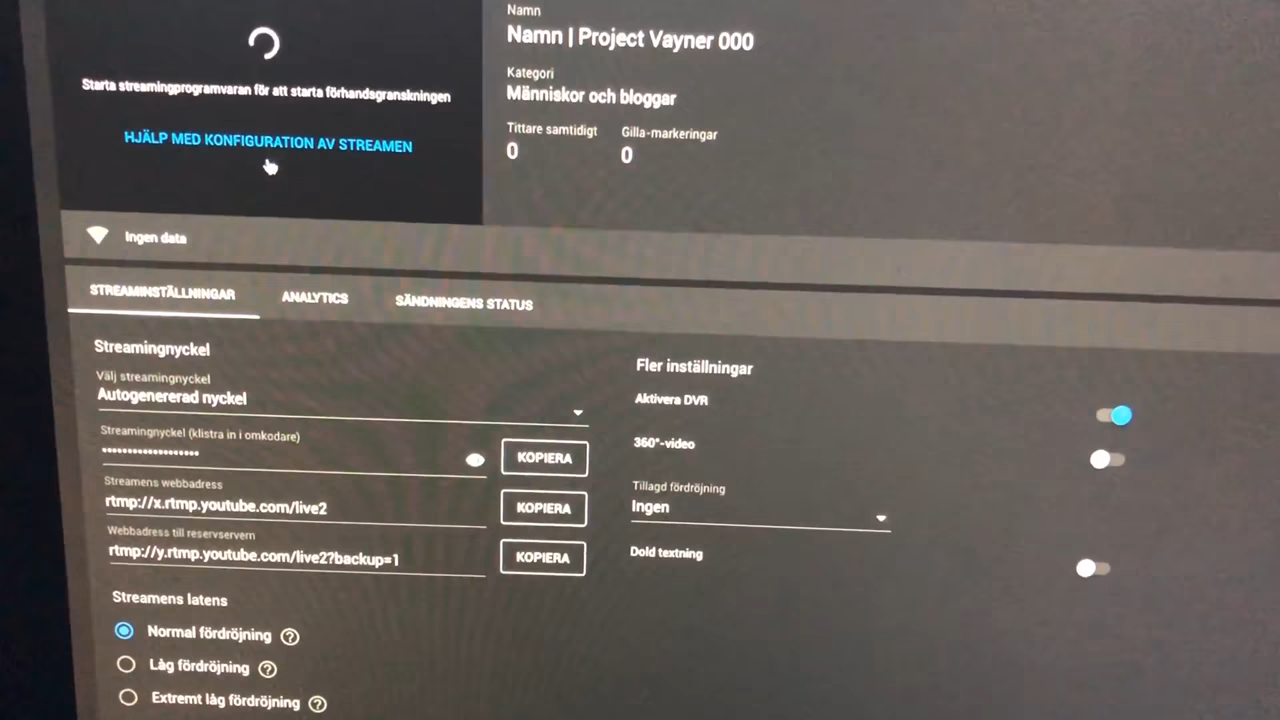 Starta streamingprogramvaran för att starta förhandsgranskningen
HJÄLP MED KONFIGURATION AV STREAMEN
Namn
Namn | Project Vayner 000
Kategori
Människor och bloggar
Tittare samtidigt
0
Gilla-markeringar
0
Ingen data
STREAMINSTÄLLNINGAR
ANALYTICS
SÄNDNINGENS STATUS
Streamingnyckel
Välj streamingnyckel
Autogenererad nyckel
Streamingnyckel (klistra in i omkodare)
••••••••••••••••••••
KOPIERA
Streamens webbadress
rtmp://x.rtmp.youtube.com/live2
KOPIERA
Webbadress till reservservern
rtmp://y.rtmp.youtube.com/live2?backup=1
KOPIERA
Streamens latens
Normal fördröjning ?
Låg fördröjning ?
Extremt låg fördröjning ?
Fler inställningar
Aktivera DVR
360°-video
Tillagd fördröjning
Ingen
Dold textning